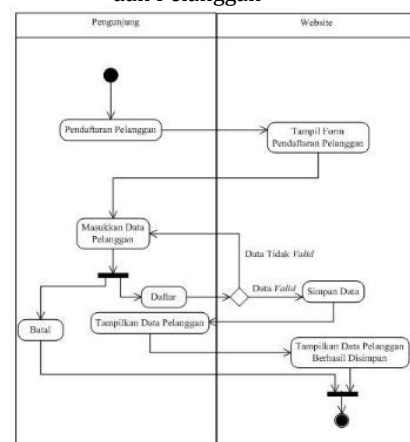 dan Pelanggan
Pengunjung
Website
Pendaftaran Pelanggan
Tampil Form
Pendaftaran Pelanggan
Masukkan Data
Pelanggan
Data Tidak Valid
Daftar
Data Valid
Simpan Data
Tampilkan Data Pelanggan
Batal
Tampilkan Data Pelanggan
Berhasil Disimpan